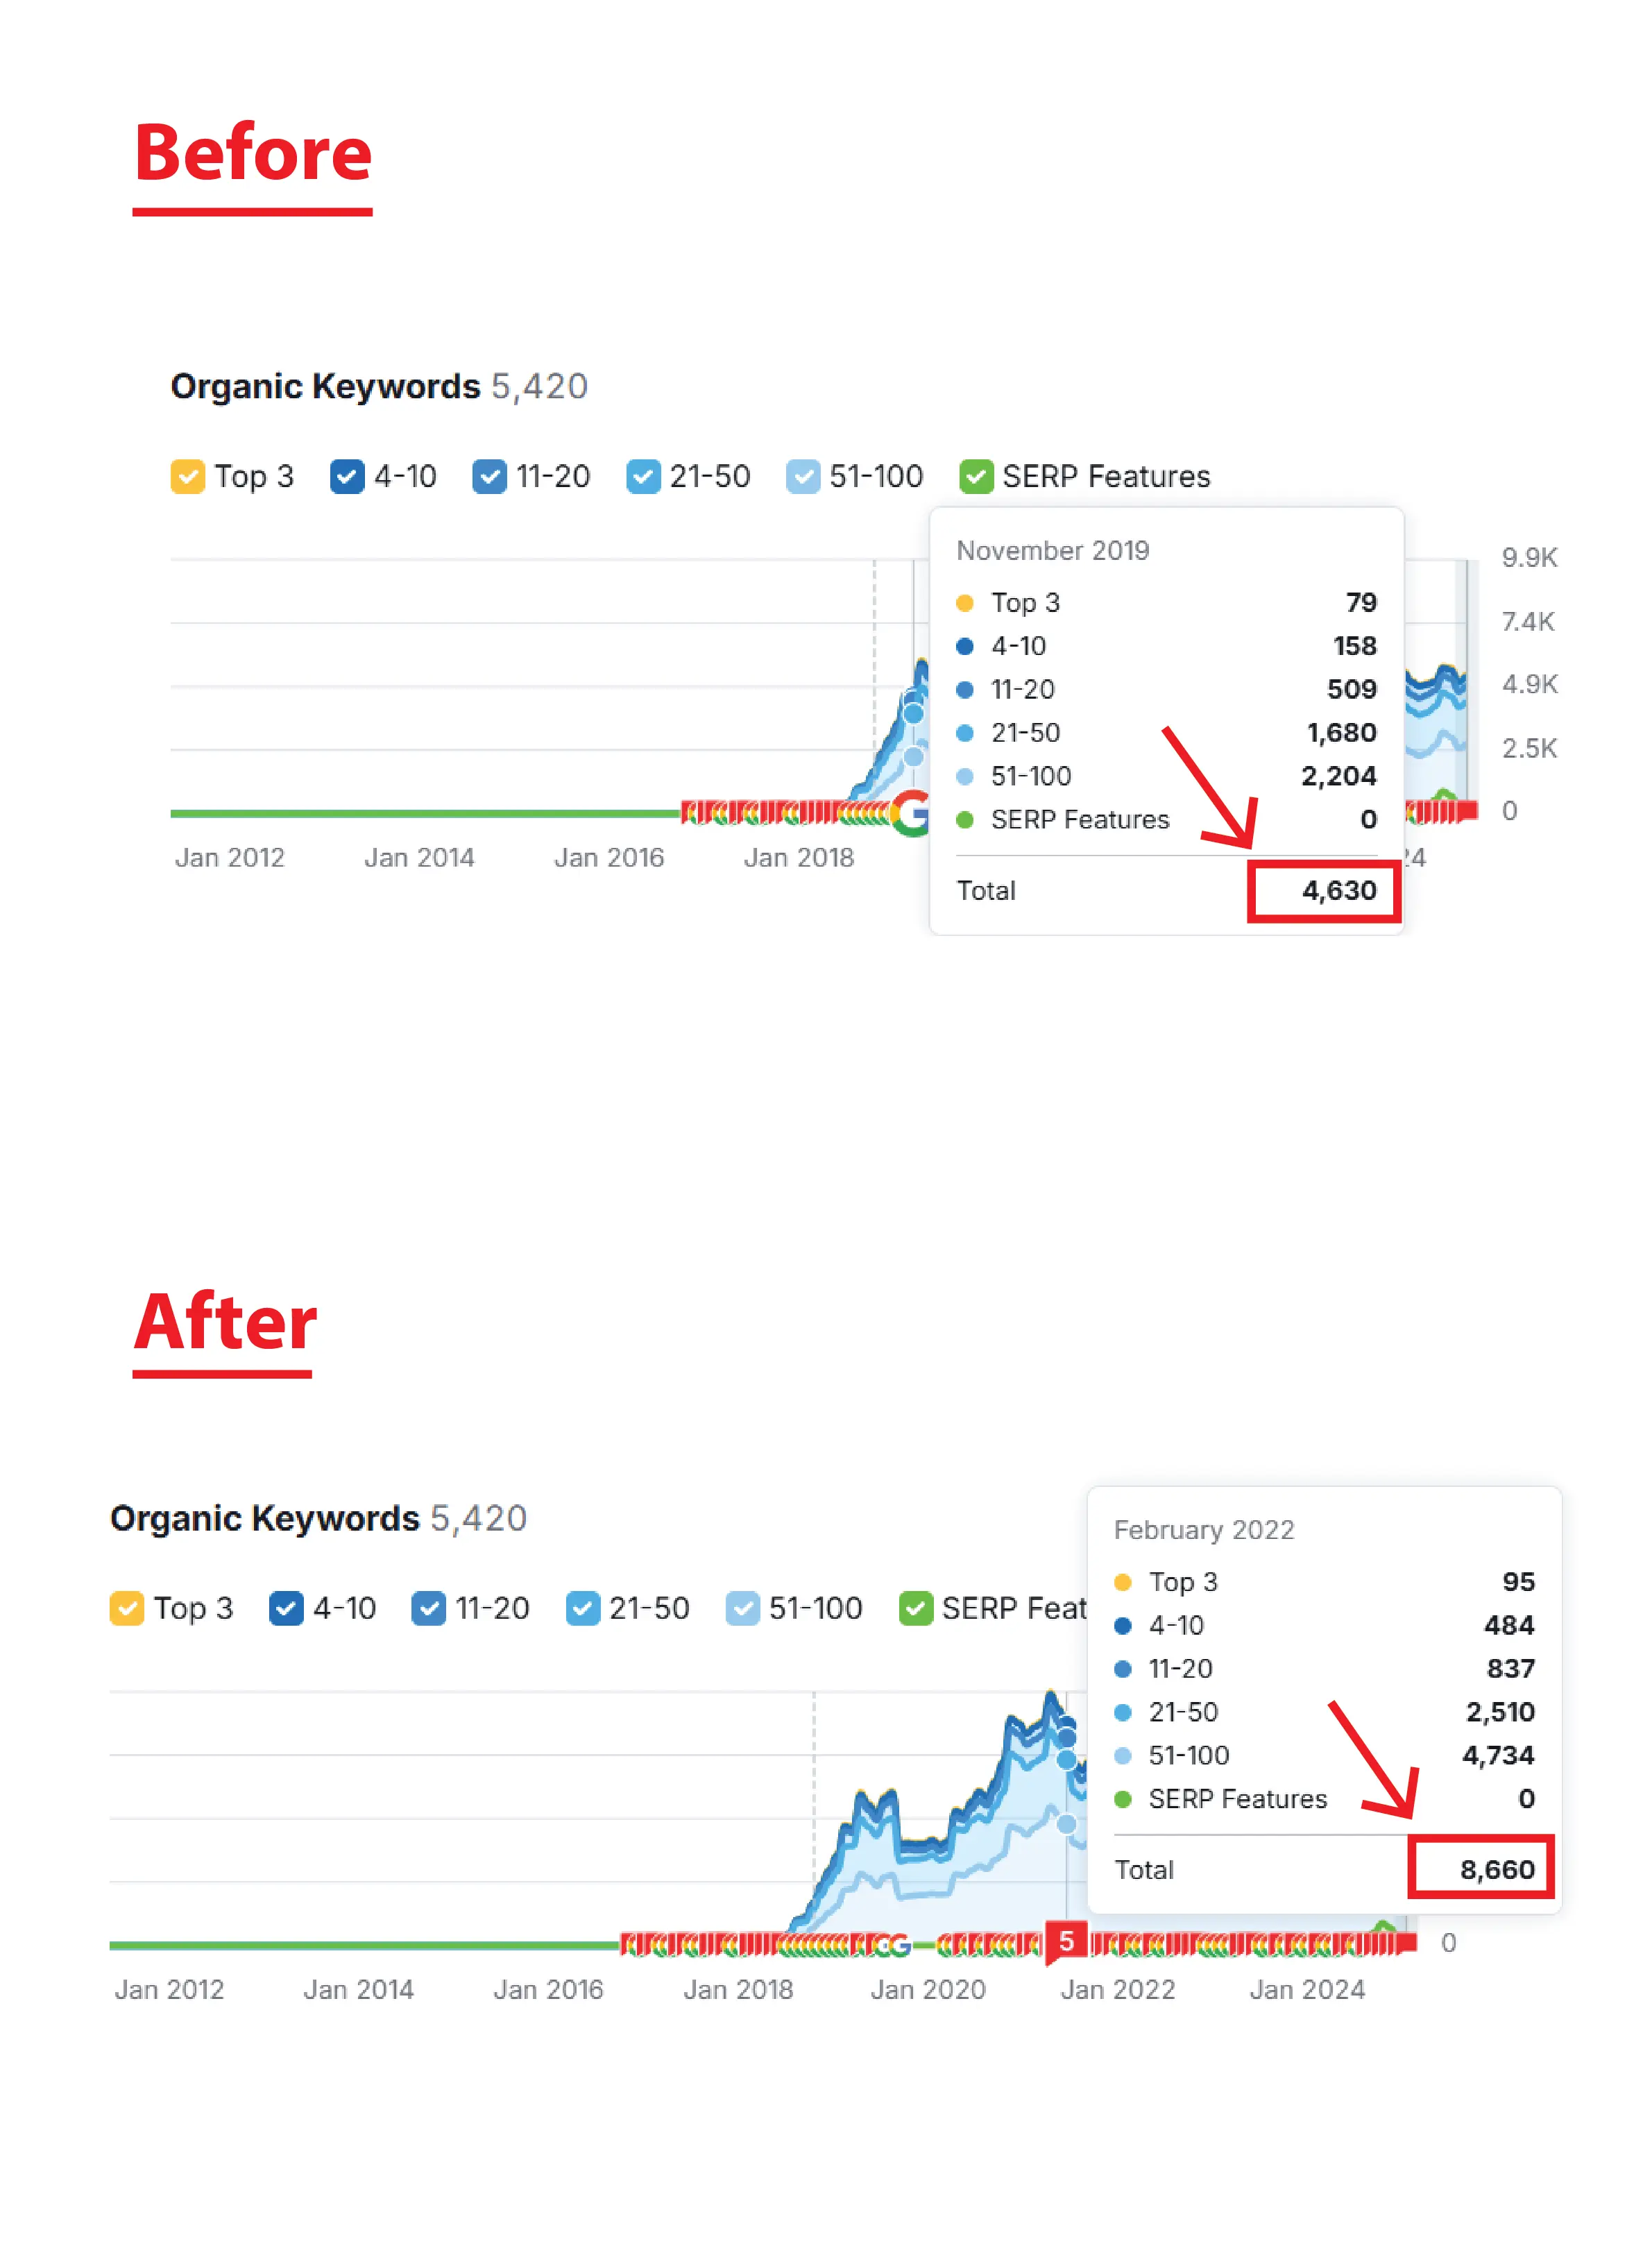 Before
Organic Keywords 5,420
Top 3 4-10 11-20 21-50 51-100 SERP Features
November 2019
Top 3 79
4-10 158
11-20 509
21-50 1,680
51-100 2,204
SERP Features 0
Total 4,630
9.9K
7.4K
4.9K
2.5K
0
Jan 2012 Jan 2014 Jan 2016 Jan 2018 24
After
Organic Keywords 5,420
Top 3 4-10 11-20 21-50 51-100 SERP Feat
February 2022
Top 3 95
4-10 484
11-20 837
21-50 2,510
51-100 4,734
SERP Features 0
Total 8,660
5
0
Jan 2012 Jan 2014 Jan 2016 Jan 2018 Jan 2020 Jan 2022 Jan 2024